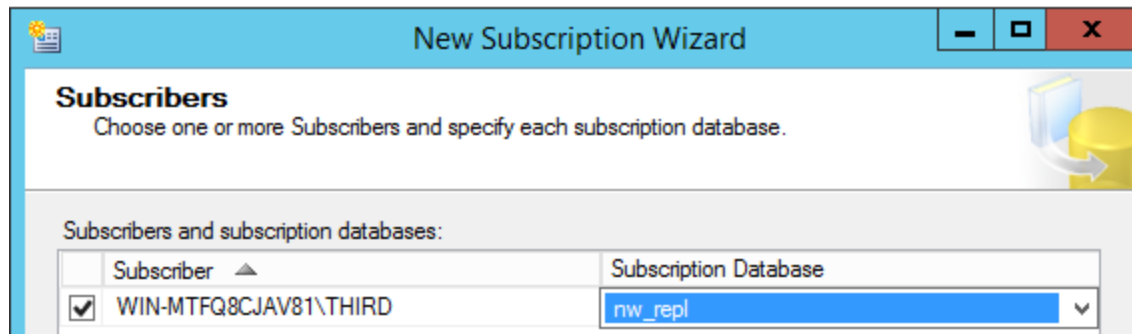 New Subscription Wizard
Subscribers
Choose one or more Subscribers and specify each subscription database.
Subscribers and subscription databases:
Subscriber Subscription Database
WIN-MTFQ8CJAV81\THIRD nw_repl